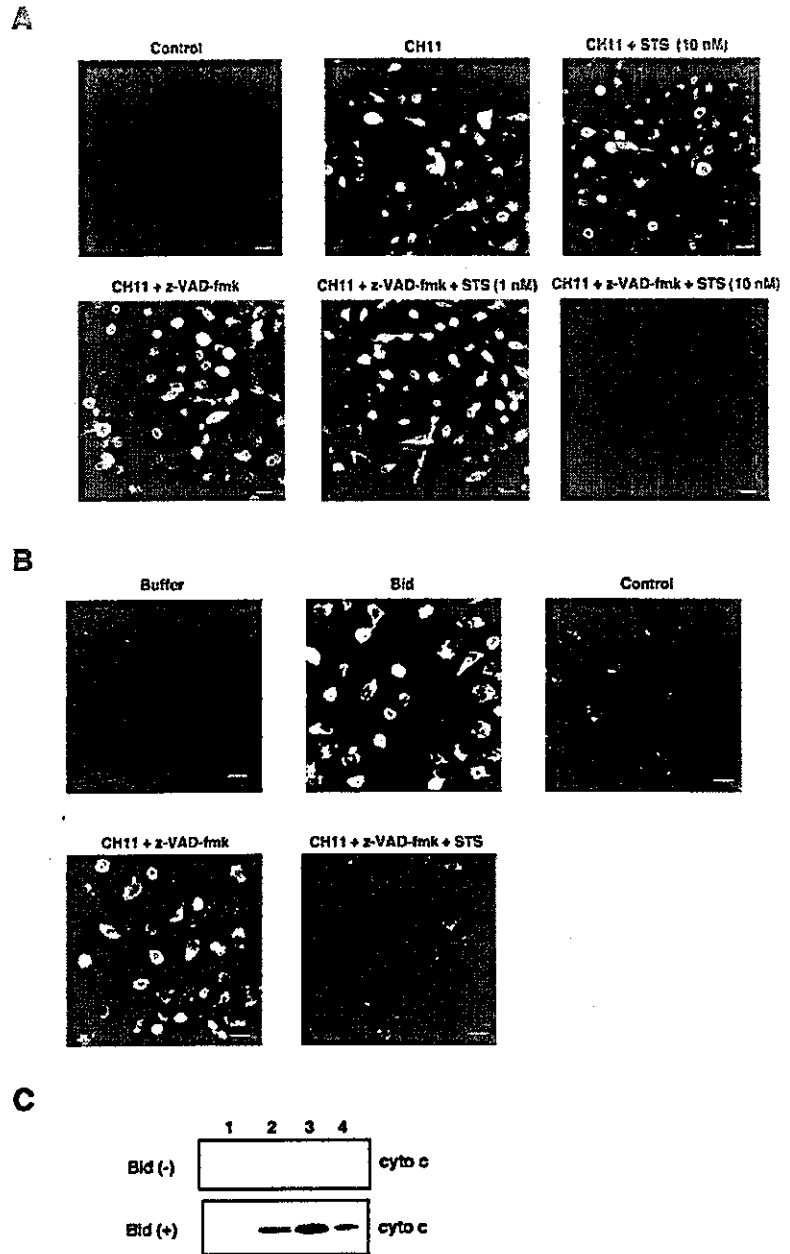 A
Control CH11 CH11 + STS (10 nM)
CH11 + z-VAD-fmk CH11 + z-VAD-fmk + STS (1 nM) CH11 + z-VAD-fmk + STS (10 nM)
B
Buffer Bid Control
CH11 + z-VAD-fmk CH11 + z-VAD-fmk + STS
C
1 2 3 4
Bid (-) cyto c
Bid (+) cyto c